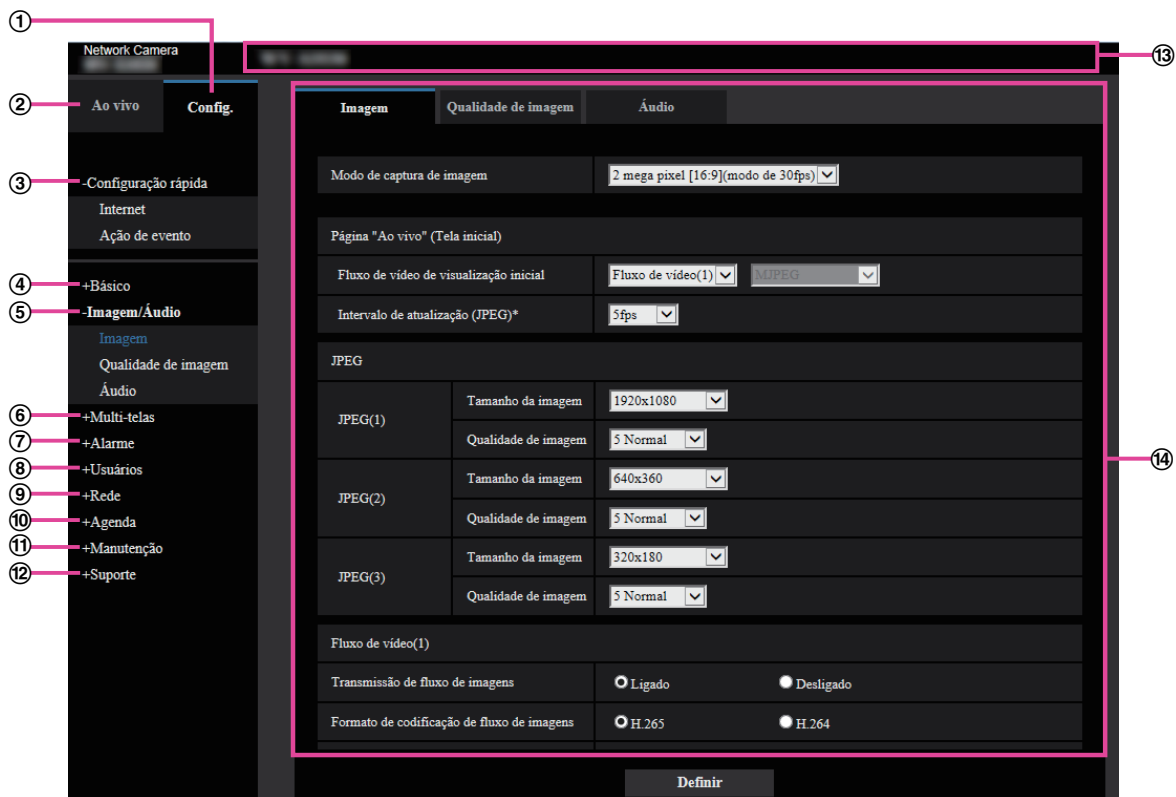 ①
Network Camera
⑬
②
Ao vivo
Config.
Imagem
Qualidade de imagem
Áudio
③
-Configuração rápida
Internet
Ação de evento
④
+Básico
⑤
-Imagem/Áudio
Imagem
Qualidade de imagem
Áudio
⑥
+Multi-telas
⑦
+Alarme
⑧
+Usuários
⑨
+Rede
⑩
+Agenda
⑪
+Manutenção
⑫
+Suporte
Modo de captura de imagem
2 mega pixel [16:9](modo de 30fps)
Página "Ao vivo" (Tela inicial)
Fluxo de vídeo de visualização inicial
Fluxo de vídeo(1)
MJPEG
Intervalo de atualização (JPEG)*
5fps
JPEG
JPEG(1)
Tamanho da imagem
1920x1080
Qualidade de imagem
5 Normal
JPEG(2)
Tamanho da imagem
640x360
Qualidade de imagem
5 Normal
JPEG(3)
Tamanho da imagem
320x180
Qualidade de imagem
5 Normal
⑭
Fluxo de vídeo(1)
Transmissão de fluxo de imagens
Ligado
Desligado
Formato de codificação de fluxo de imagens
H.265
H.264
Definir